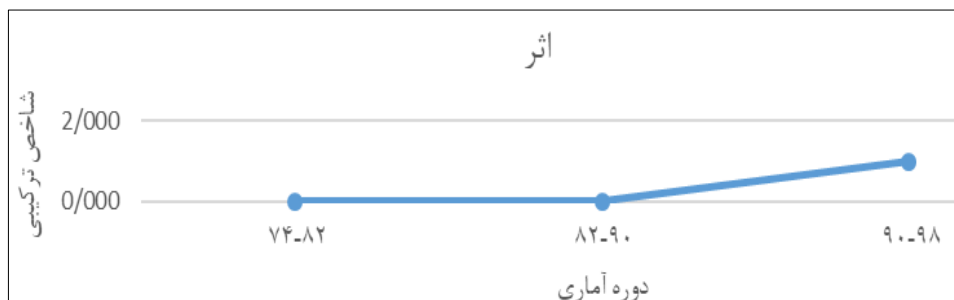 اثر
شاخص ترکیبی
2/000
0/000
۷۴-۸۲ ۸۲-۹۰ ۹۰-۹۸
دوره آماری